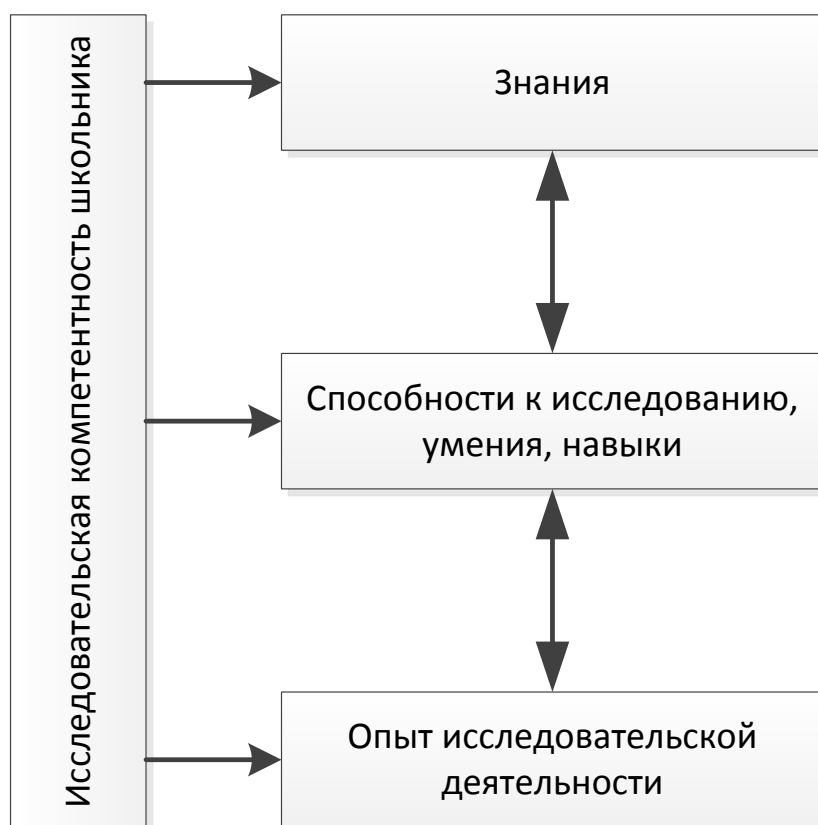 Исследовательская компетентность школьника
Знания
Способности к исследованию,
умения, навыки
Опыт исследовательской
деятельности